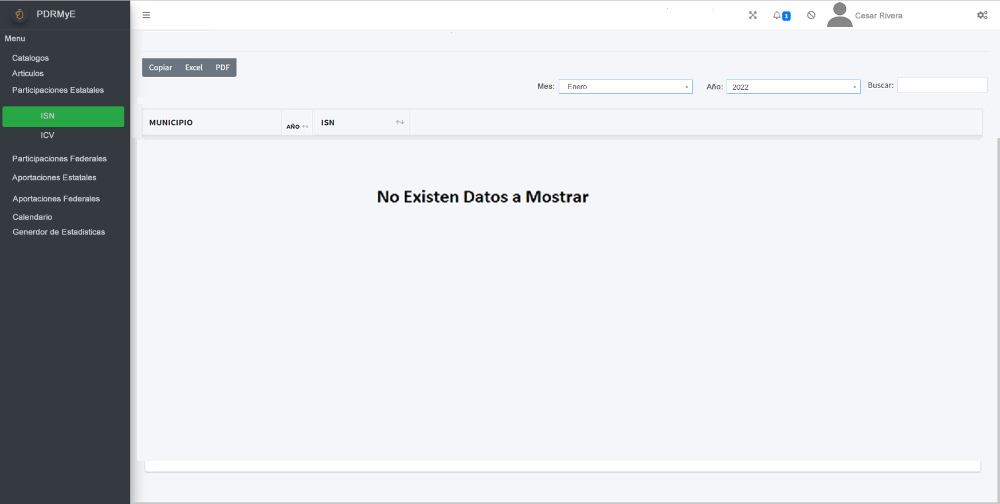 PDRMyE
1
Cesar Rivera
Menu
Catalogos
Articulos
Participaciones Estatales
ISN
ICV
Participaciones Federales
Aportaciones Estatales
Aportaciones Federales
Calendario
Generdor de Estadisticas
Copiar Excel PDF
Mes: Enero Año: 2022 Buscar:
MUNICIPIO AÑO ISN
No Existen Datos a Mostrar